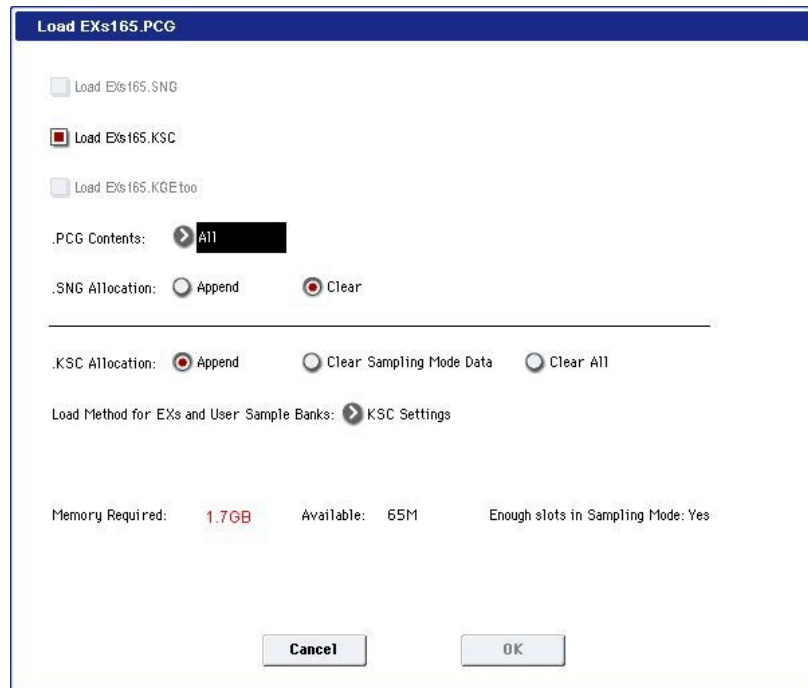 Load EXs165.PCG
Load EXs165.SNG
Load EXs165.KSC
Load EXs165.KGEtoo
.PCG Contents: All
.SNG Allocation: Append Clear
.KSC Allocation: Append Clear Sampling Mode Data Clear All
Load Method for EXs and User Sample Banks: KSC Settings
Memory Required: 1.7GB Available: 65M Enough slots in Sampling Mode: Yes
Cancel OK